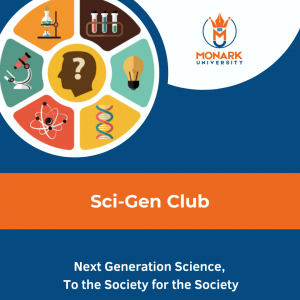 MONARK
UNIVERSITY
?
Sci-Gen Club
Next Generation Science,
To the Society for the Society